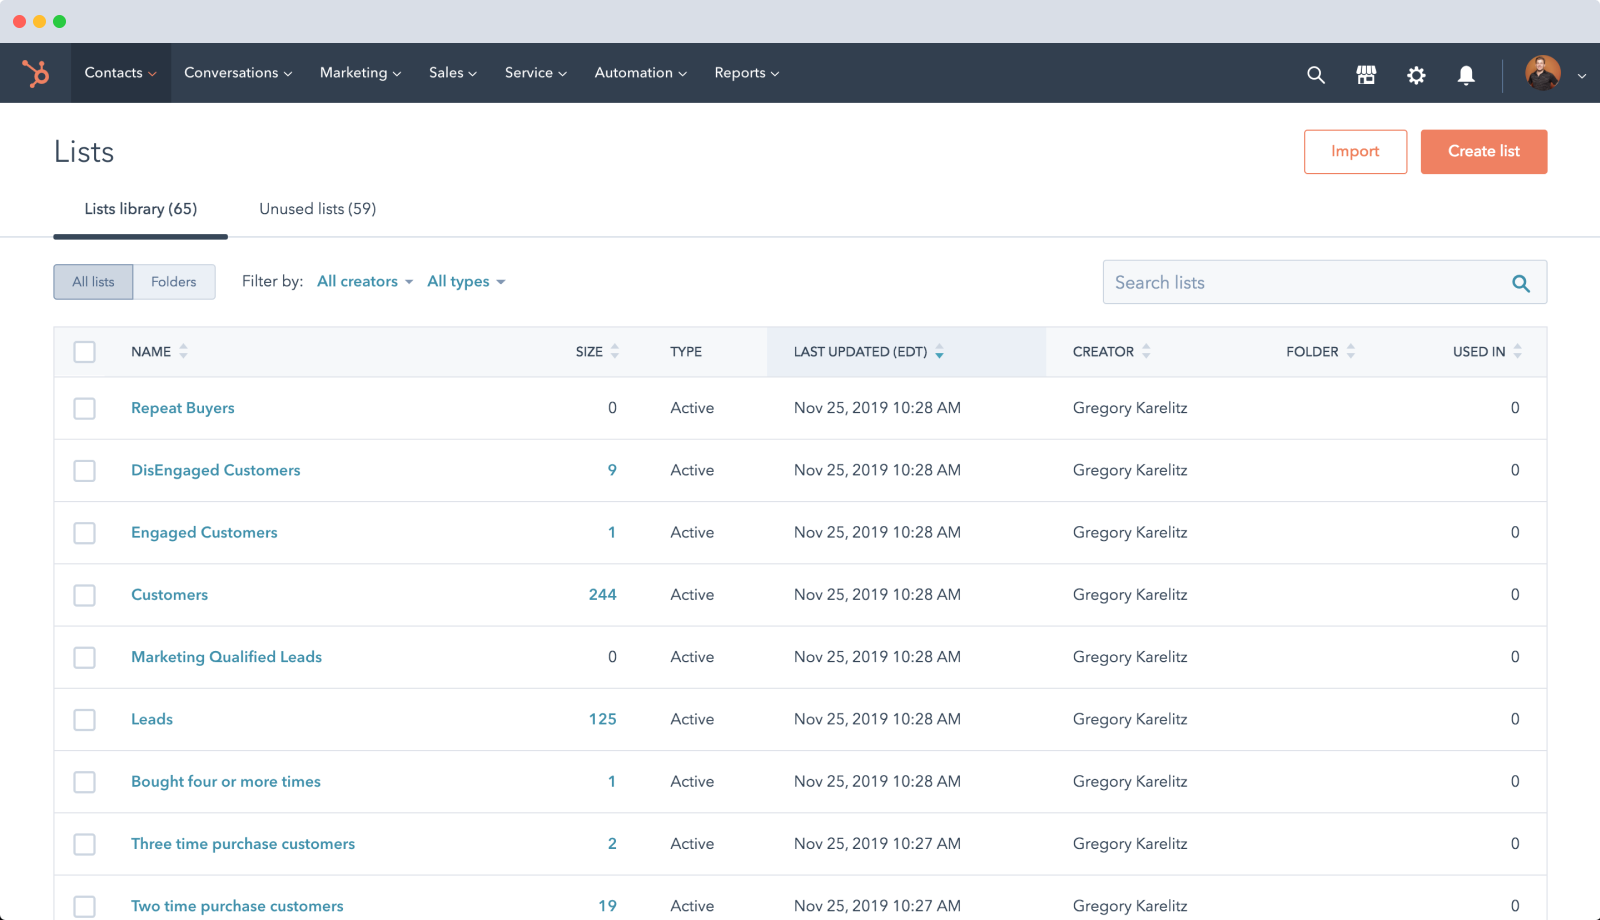 Contacts Conversations Marketing Sales Service Automation Reports
Lists
Import Create list
Lists library (65) Unused lists (59)
All lists Folders Filter by: All creators All types Search lists
NAME SIZE TYPE LAST UPDATED (EDT) CREATOR FOLDER USED IN
Repeat Buyers 0 Active Nov 25, 2019 10:28 AM Gregory Karelitz 0
DisEngaged Customers 9 Active Nov 25, 2019 10:28 AM Gregory Karelitz 0
Engaged Customers 1 Active Nov 25, 2019 10:28 AM Gregory Karelitz 0
Customers 244 Active Nov 25, 2019 10:28 AM Gregory Karelitz 0
Marketing Qualified Leads 0 Active Nov 25, 2019 10:28 AM Gregory Karelitz 0
Leads 125 Active Nov 25, 2019 10:28 AM Gregory Karelitz 0
Bought four or more times 1 Active Nov 25, 2019 10:28 AM Gregory Karelitz 0
Three time purchase customers 2 Active Nov 25, 2019 10:27 AM Gregory Karelitz 0
Two time purchase customers 19 Active Nov 25, 2019 10:27 AM Gregory Karelitz 0